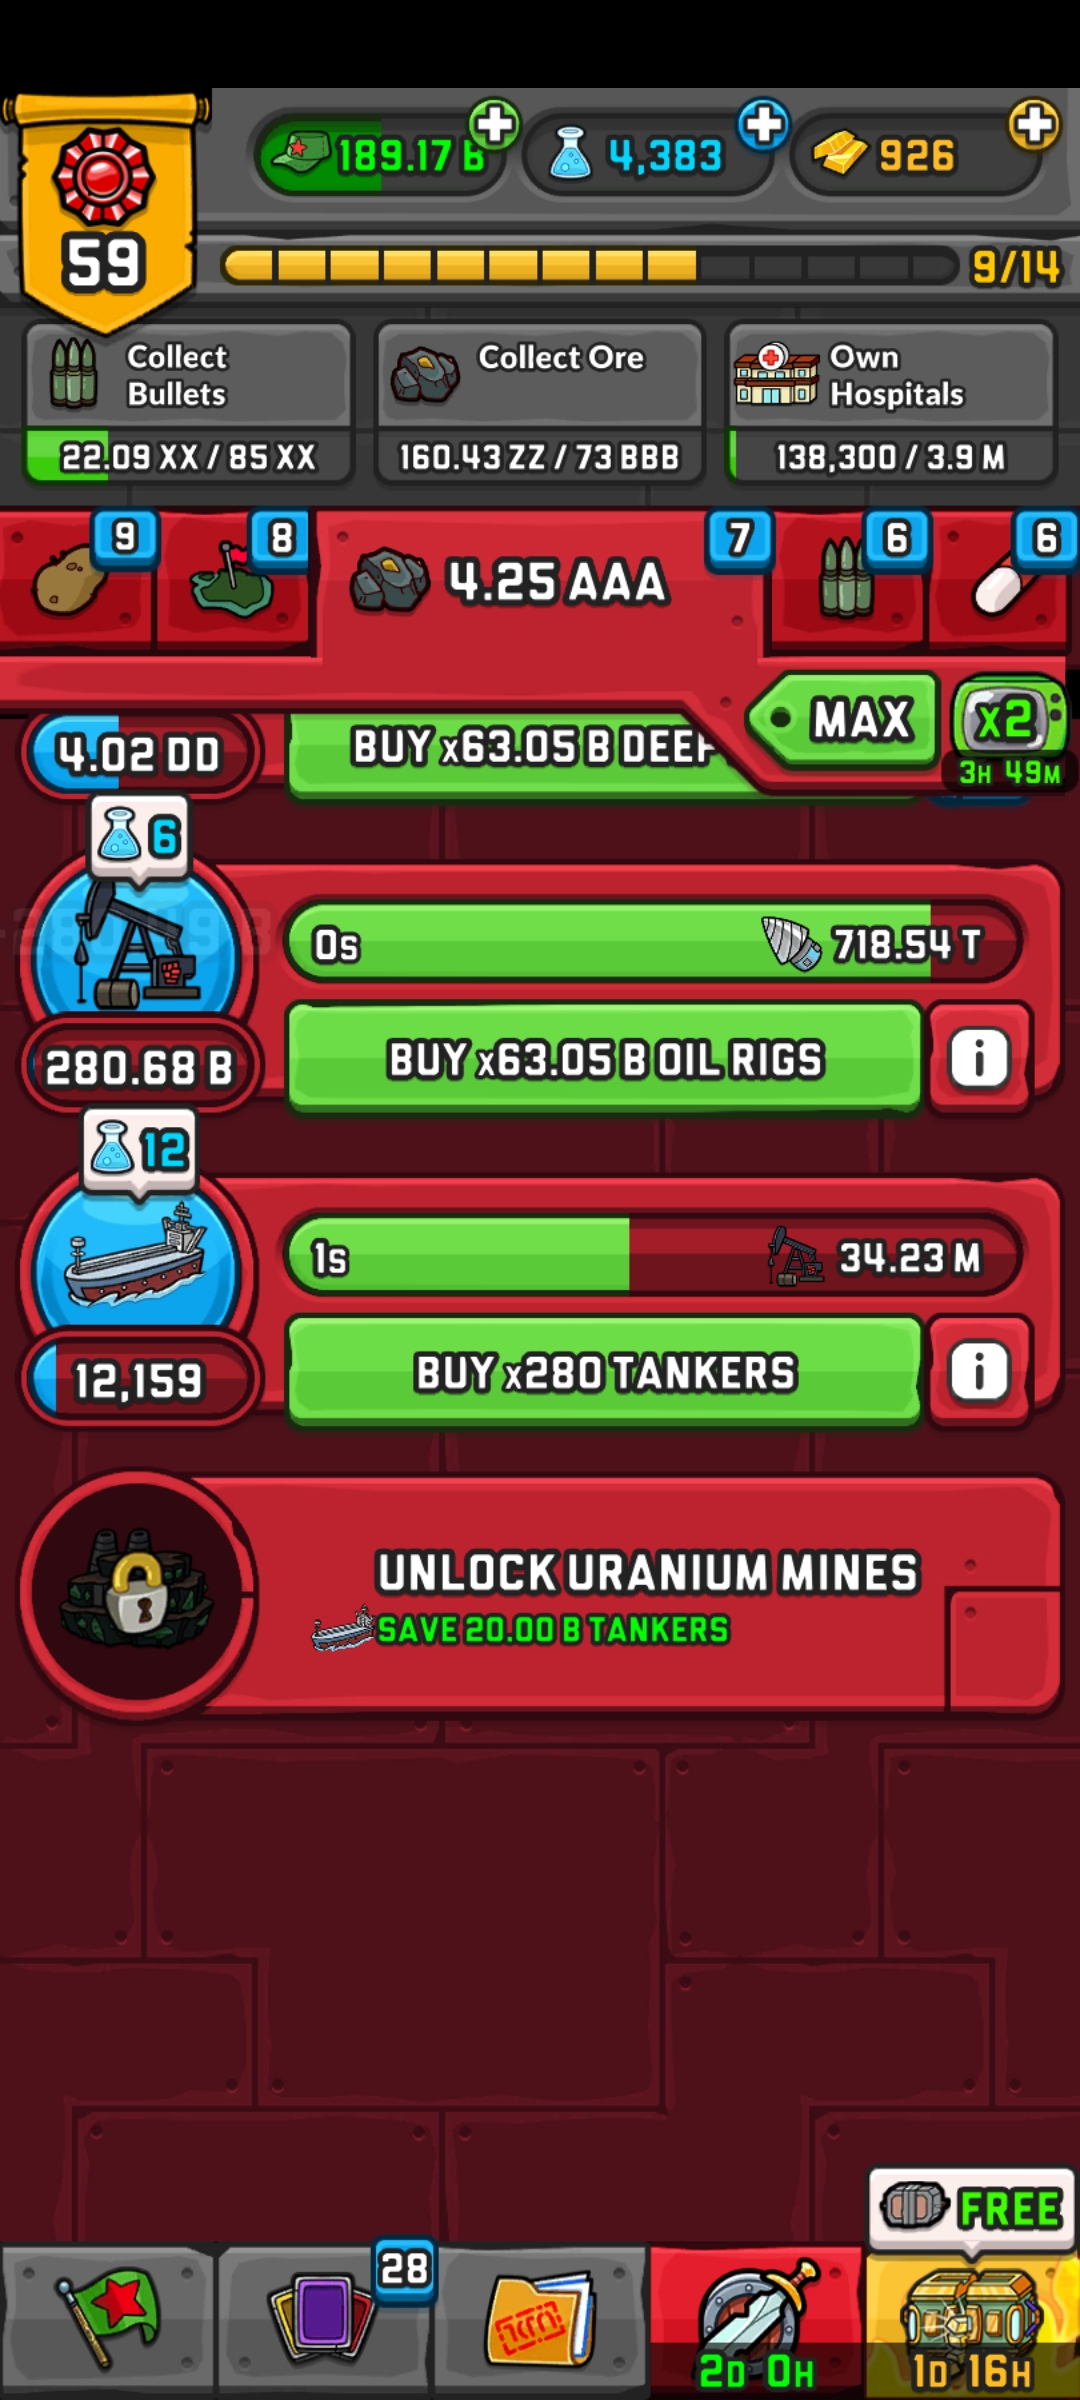 189.17 B
4,383
926
59
9/14
Collect
Bullets
22.09 XX / 85 XX
Collect Ore
160.43 ZZ / 73 BBB
Own
Hospitals
138,300 / 3.9 M
9
8
4.25 AAA
7
6
6
MAX
x2
3H 49M
4.02 DD
BUY x63.05 B DEEP
6
0s
718.54 T
280.68 B
BUY x63.05 B OIL RIGS
i
12
1s
34.23 M
12,159
BUY x280 TANKERS
i
UNLOCK URANIUM MINES
SAVE 20.00 B TANKERS
FREE
28
2D 0H
1D 16H